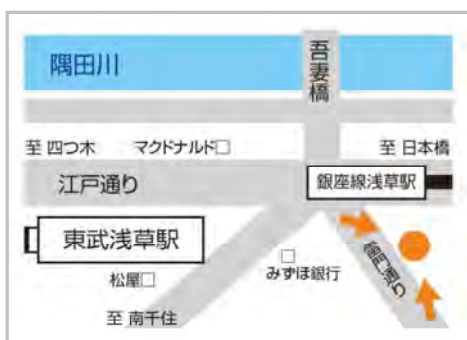 隅田川
吾妻橋
至 四つ木
マクドナルド
至 日本橋
江戸通り
銀座線浅草駅
東武浅草駅
松屋
みずほ銀行
雷門通り
至 南千住